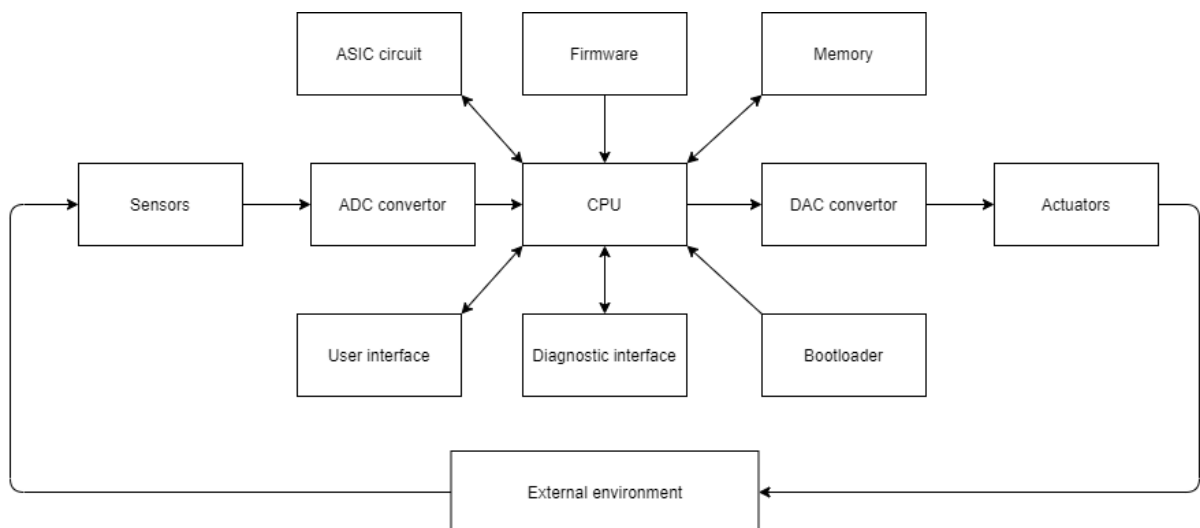 ASIC circuit
Firmware
Memory
Sensors
ADC convertor
CPU
DAC convertor
Actuators
User interface
Diagnostic interface
Bootloader
External environment